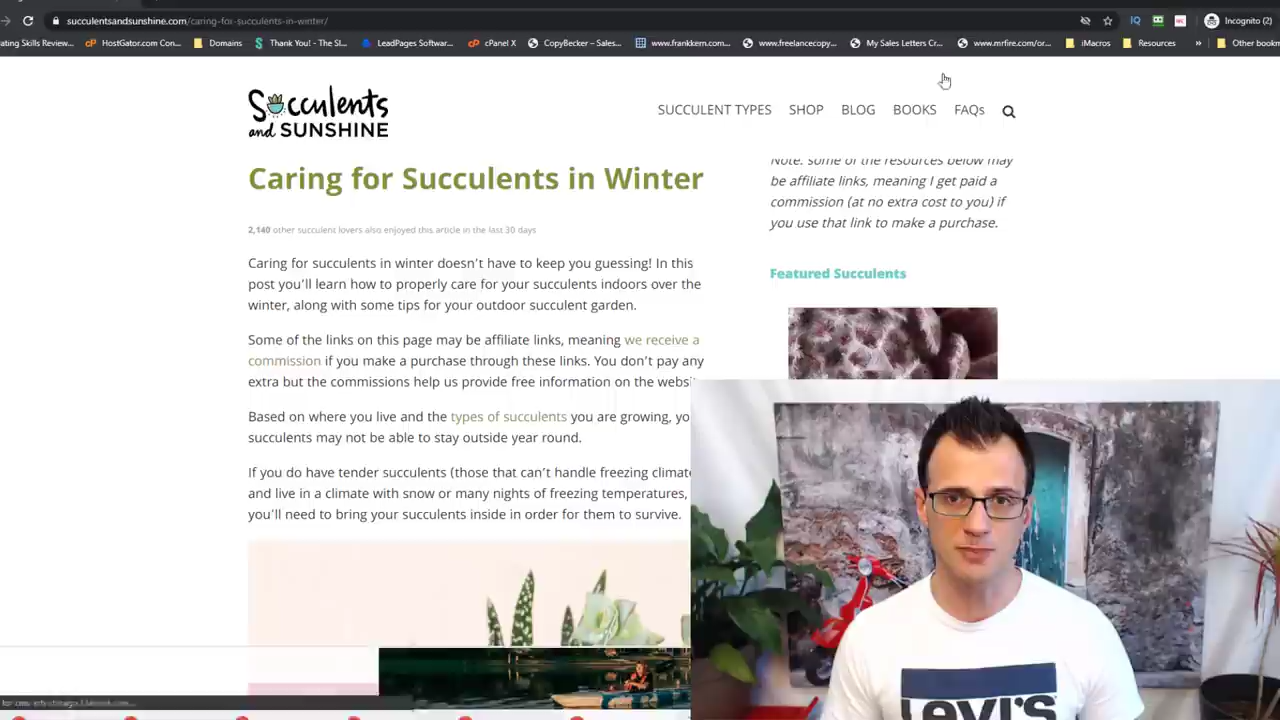 succulentsandsunshine.com/caring-for-succulents-in-winter/
Incognito (2)
ating Skills Review...
HostGator.com Con...
Domains
Thank You! - The Sl...
LeadPages Softwar...
cPanel X
CopyBecker – Sales...
www.frankkern.com...
www.freelancecopy...
My Sales Letters Cr...
www.mrfire.com/or...
iMacros
Resources
»
Other bookm
Succulents
and SUNSHINE
SUCCULENT TYPES
SHOP
BLOG
BOOKS
FAQs
Caring for Succulents in Winter
2,140 other succulent lovers also enjoyed this article in the last 30 days
Caring for succulents in winter doesn't have to keep you guessing! In this
post you'll learn how to properly care for your succulents indoors over the
winter, along with some tips for your outdoor succulent garden.
Some of the links on this page may be affiliate links, meaning we receive a
commission if you make a purchase through these links. You don't pay any
extra but the commissions help us provide free information on the websi
Based on where you live and the types of succulents you are growing, yo
succulents may not be able to stay outside year round.
If you do have tender succulents (those that can't handle freezing climate
and live in a climate with snow or many nights of freezing temperatures,
you'll need to bring your succulents inside in order for them to survive.
Note: some of the resources below may
be affiliate links, meaning I get paid a
commission (at no extra cost to you) if
you use that link to make a purchase.
Featured Succulents
Levi's